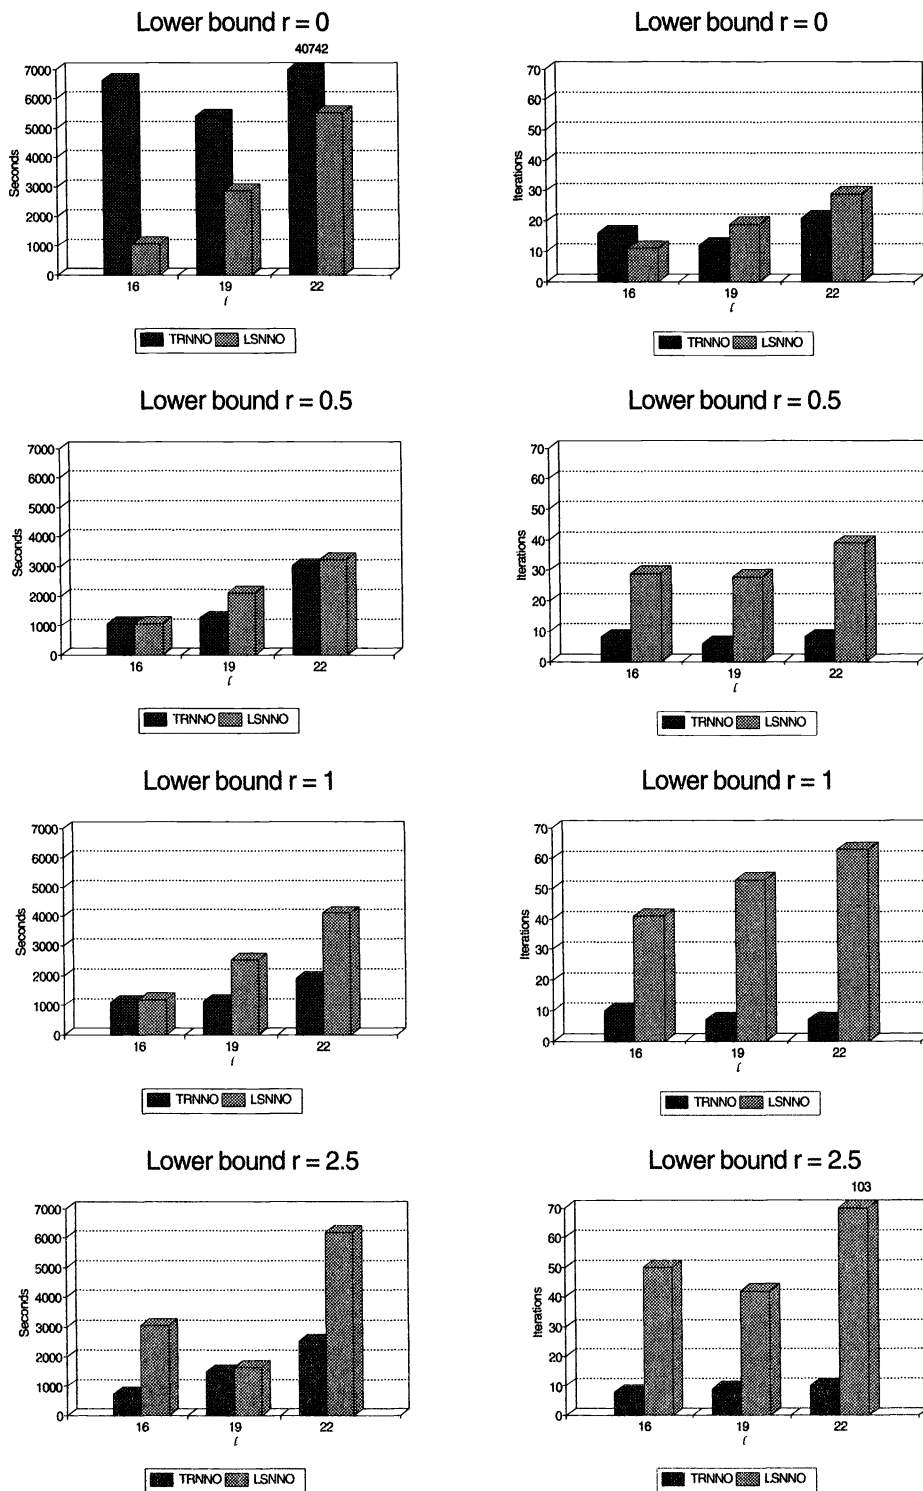 Lower bound r = 0
40742
7000
6000
5000
4000
3000
2000
1000
0
Seconds
16 19 22
ℓ
TRNNO LSNNO
Lower bound r = 0
70
60
50
40
30
20
10
0
Iterations
16 19 22
ℓ
TRNNO LSNNO
Lower bound r = 0.5
7000
6000
5000
4000
3000
2000
1000
0
Seconds
16 19 22
ℓ
TRNNO LSNNO
Lower bound r = 0.5
70
60
50
40
30
20
10
0
Iterations
16 19 22
ℓ
TRNNO LSNNO
Lower bound r = 1
7000
6000
5000
4000
3000
2000
1000
0
Seconds
16 19 22
ℓ
TRNNO LSNNO
Lower bound r = 1
70
60
50
40
30
20
10
0
Iterations
16 19 22
ℓ
TRNNO LSNNO
Lower bound r = 2.5
7000
6000
5000
4000
3000
2000
1000
0
Seconds
16 19 22
ℓ
TRNNO LSNNO
Lower bound r = 2.5
103
70
60
50
40
30
20
10
0
Iterations
16 19 22
ℓ
TRNNO LSNNO